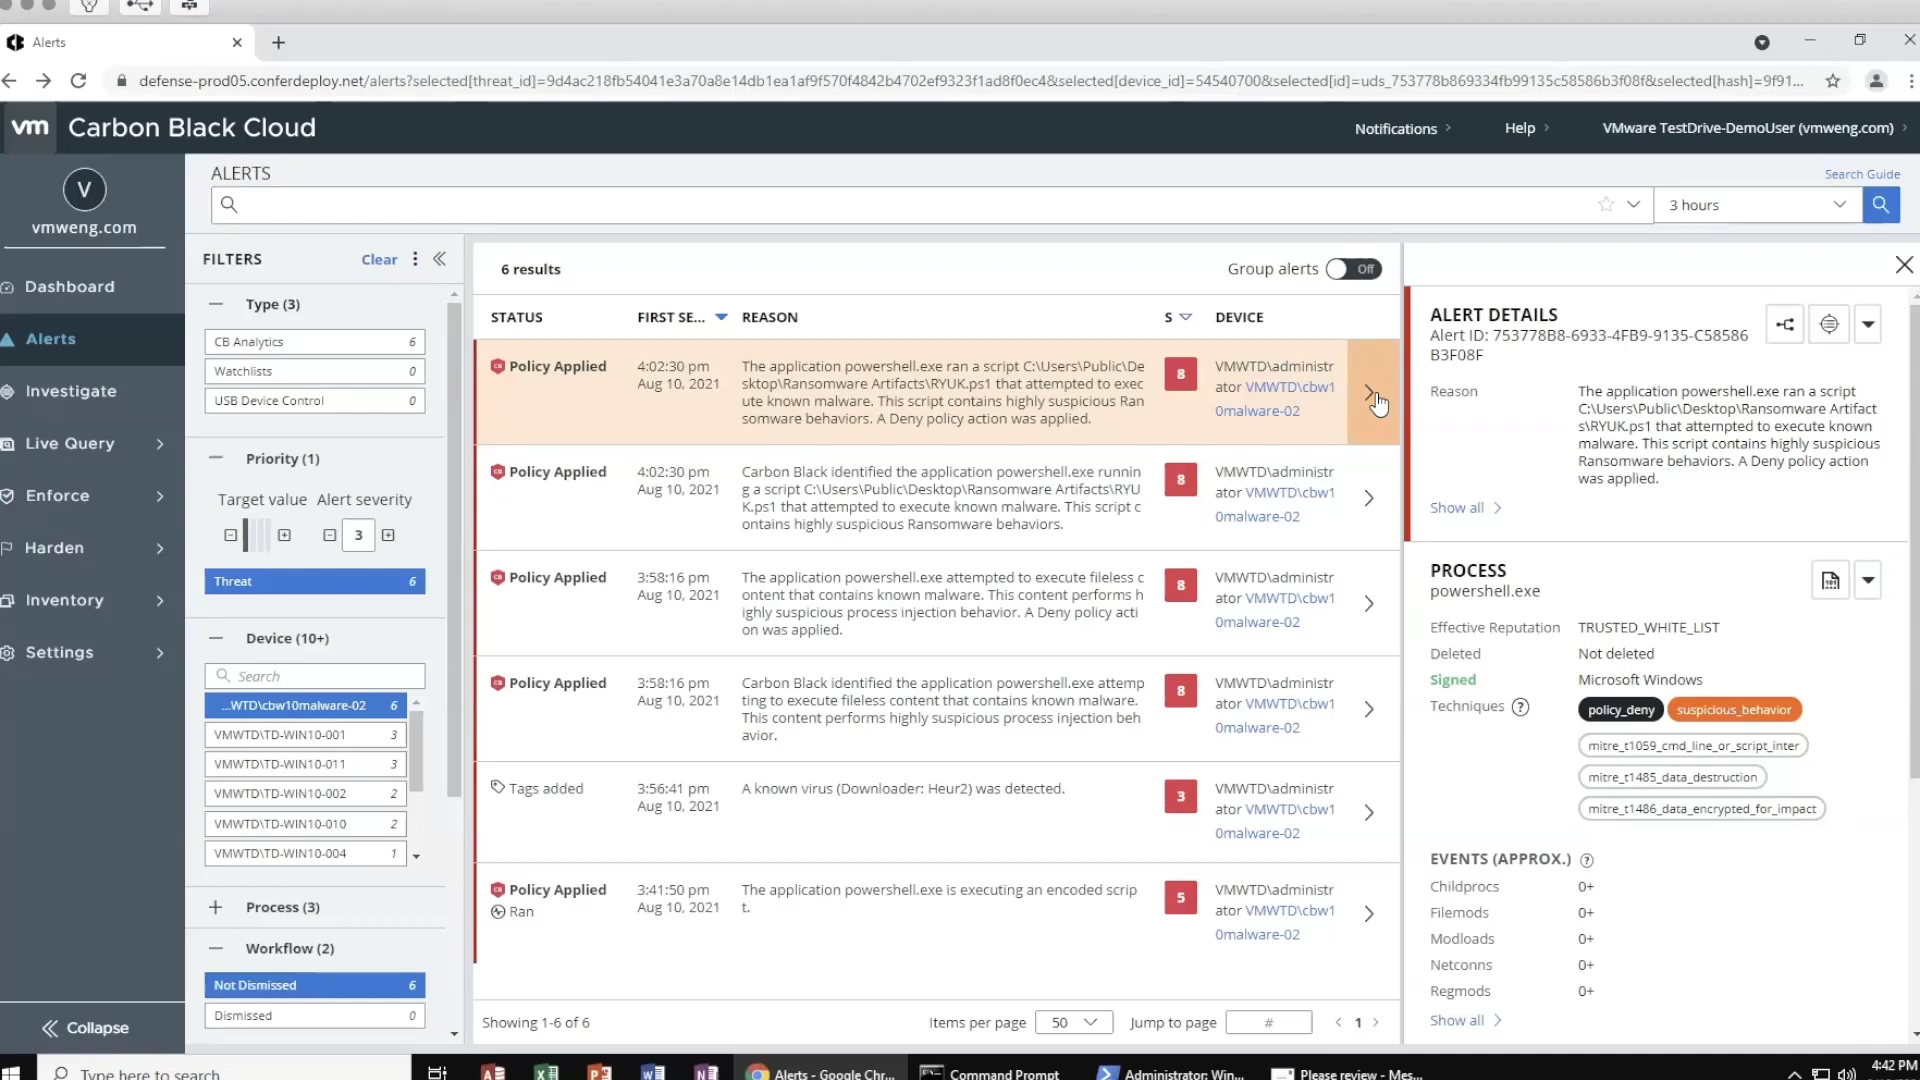 Alerts
defense-prod05.conferdeploy.net/alerts?selected[threat_id]=9d4ac218fb54041e3a70a8e14db1ea1af9f570f4842b4702ef9323f1ad8f0ec4&selected[device_id]=54540700&selected[id]=uds_753778b869334fb99135c58586b3f08f&selected[hash]=9f91...
vm Carbon Black Cloud
Notifications
Help
VMware TestDrive-DemoUser (vmweng.com)
V
vmweng.com
Dashboard
Alerts
Investigate
Live Query
Enforce
Harden
Inventory
Settings
Collapse
ALERTS
Search Guide
3 hours
FILTERS
Clear
Type (3)
CB Analytics 6
Watchlists 0
USB Device Control 0
Priority (1)
Target value Alert severity
3
Threat 6
Device (10+)
Search
...WTD\cbw10malware-02 6
VMWTD\TD-WIN10-001 3
VMWTD\TD-WIN10-011 3
VMWTD\TD-WIN10-002 2
VMWTD\TD-WIN10-010 2
VMWTD\TD-WIN10-004 1
Process (3)
Workflow (2)
Not Dismissed 6
Dismissed 0
6 results
Group alerts Off
STATUS FIRST SE... REASON S DEVICE
Policy Applied
4:02:30 pm
Aug 10, 2021
The application powershell.exe ran a script C:\Users\Public\De
sktop\Ransomware Artifacts\RYUK.ps1 that attempted to exec
ute known malware. This script contains highly suspicious Ran
somware behaviors. A Deny policy action was applied.
8
VMWTD\administr
ator VMWTD\cbw1
0malware-02
Policy Applied
4:02:30 pm
Aug 10, 2021
Carbon Black identified the application powershell.exe runnin
g a script C:\Users\Public\Desktop\Ransomware Artifacts\RYU
K.ps1 that attempted to execute known malware. This script c
ontains highly suspicious Ransomware behaviors.
8
VMWTD\administr
ator VMWTD\cbw1
0malware-02
Policy Applied
3:58:16 pm
Aug 10, 2021
The application powershell.exe attempted to execute fileless c
ontent that contains known malware. This content performs h
ighly suspicious process injection behavior. A Deny policy acti
on was applied.
8
VMWTD\administr
ator VMWTD\cbw1
0malware-02
Policy Applied
3:58:16 pm
Aug 10, 2021
Carbon Black identified the application powershell.exe attemp
ting to execute fileless content that contains known malware.
This content performs highly suspicious process injection beh
avior.
8
VMWTD\administr
ator VMWTD\cbw1
0malware-02
Tags added
3:56:41 pm
Aug 10, 2021
A known virus (Downloader: Heur2) was detected.
3
VMWTD\administr
ator VMWTD\cbw1
0malware-02
Policy Applied
Ran
3:41:50 pm
Aug 10, 2021
The application powershell.exe is executing an encoded scrip
t.
5
VMWTD\administr
ator VMWTD\cbw1
0malware-02
Showing 1-6 of 6
Items per page 50
Jump to page #
1
ALERT DETAILS
Alert ID: 753778B8-6933-4FB9-9135-C58586
B3F08F
Reason
The application powershell.exe ran a script
C:\Users\Public\Desktop\Ransomware Artifact
s\RYUK.ps1 that attempted to execute known
malware. This script contains highly suspicious
Ransomware behaviors. A Deny policy action
was applied.
Show all
PROCESS
powershell.exe
Effective Reputation TRUSTED_WHITE_LIST
Deleted Not deleted
Signed Microsoft Windows
Techniques ? policy_deny suspicious_behavior
mitre_t1059_cmd_line_or_script_inter
mitre_t1485_data_destruction
mitre_t1486_data_encrypted_for_impact
EVENTS (APPROX.) ?
Childprocs 0+
Filemods 0+
Modloads 0+
Netconns 0+
Regmods 0+
Show all
Type here to search
Alerts - Google Chr...
Command Prompt
Administrator: Win...
Please review - Mes...
4:42 PM